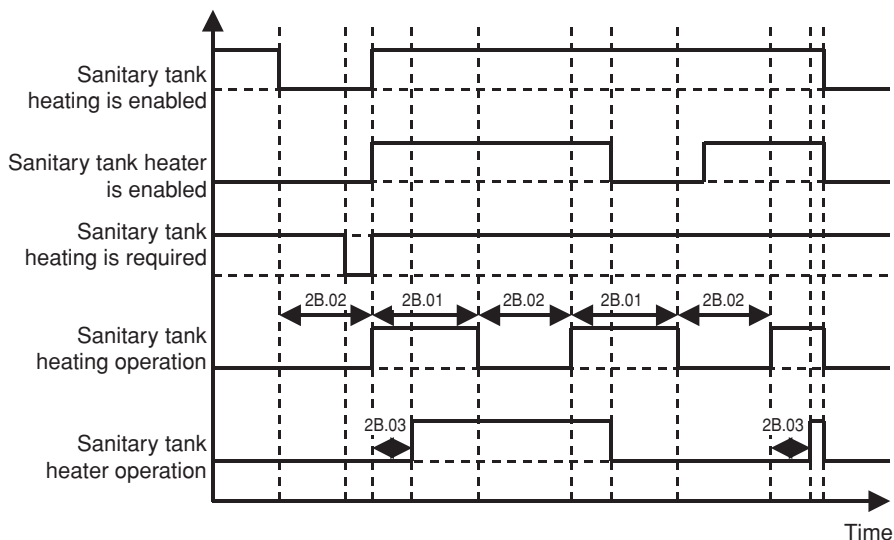 Sanitary tank
heating is enabled
Sanitary tank heater
is enabled
Sanitary tank
heating is required
2B.02
2B.01
2B.02
2B.01
2B.02
Sanitary tank
heating operation
2B.03
2B.03
Sanitary tank
heater operation
Time